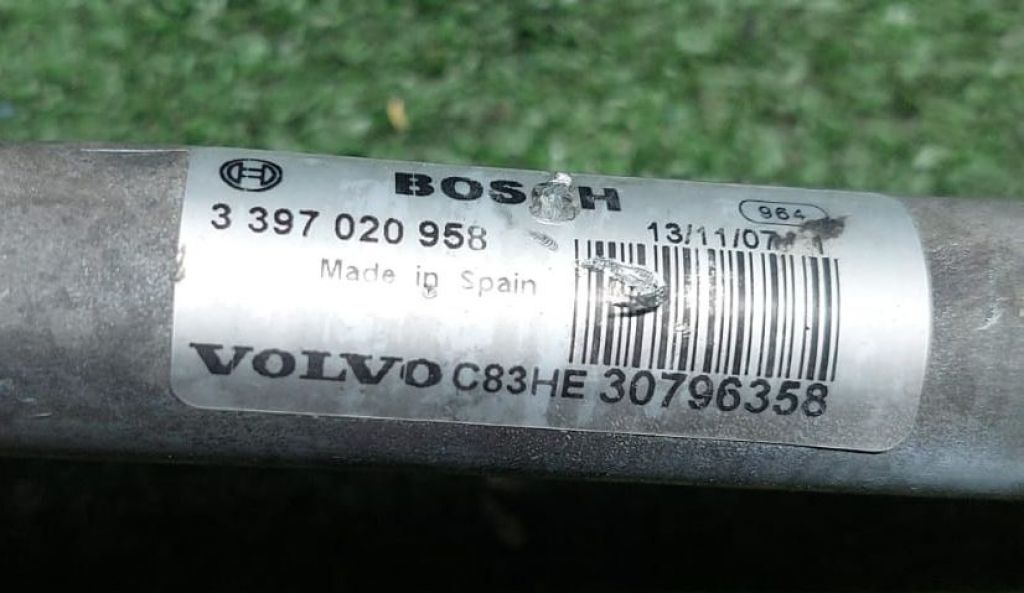 BOSCH
964
3 397 020 958
13/11/07
Made in Spain
VOLVO C83HE 30796358